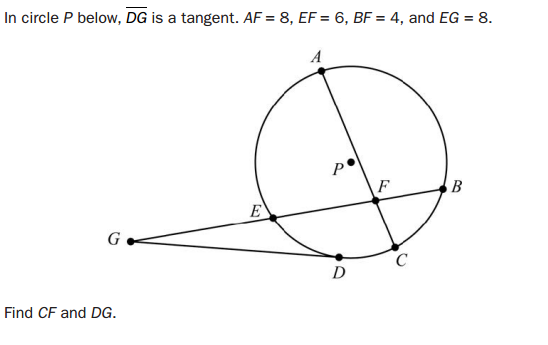 In circle P below, DG is a tangent. AF = 8, EF = 6, BF = 4, and EG = 8.
A
P
F
B
E
G
C
D
Find CF and DG.